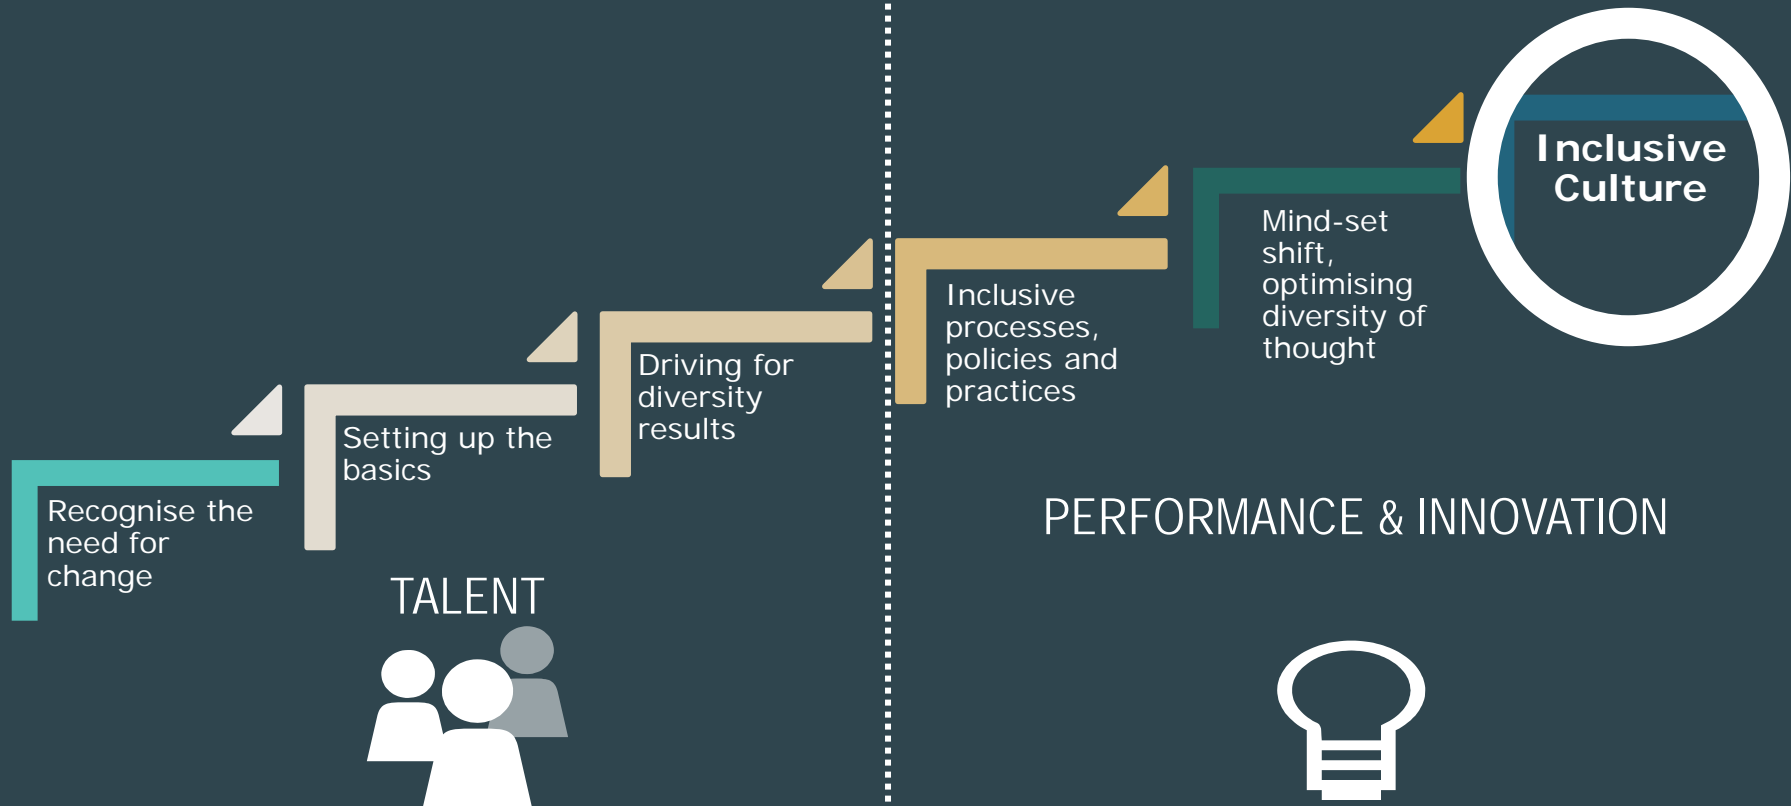 Recognise the
need for
change
Setting up the
basics
Driving for
diversity
results
Inclusive
processes,
policies and
practices
Mind-set
shift,
optimising
diversity of
thought
Inclusive
Culture
TALENT
PERFORMANCE & INNOVATION